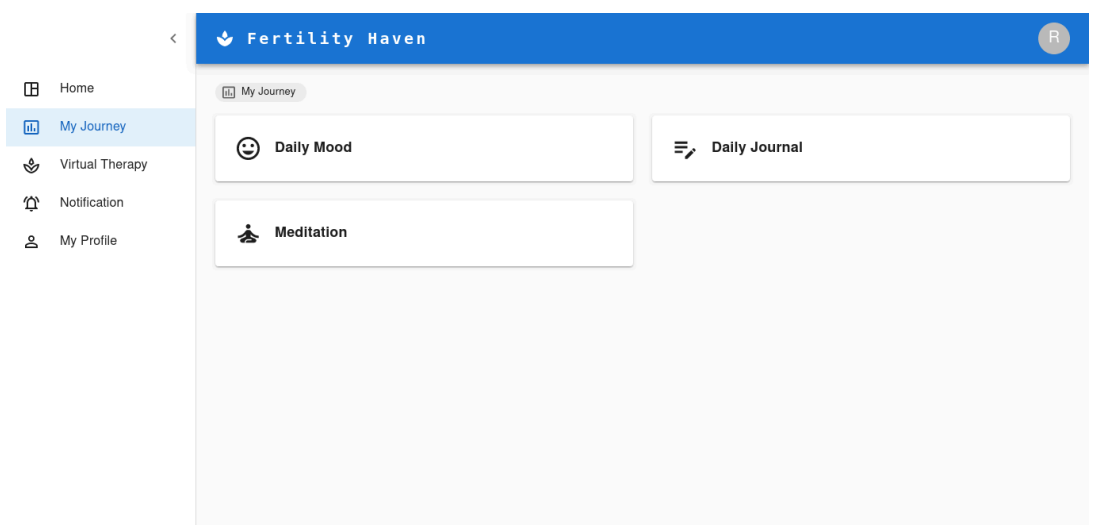 Fertility Haven
R
Home
My Journey
Virtual Therapy
Notification
My Profile
My Journey
Daily Mood
Daily Journal
Meditation